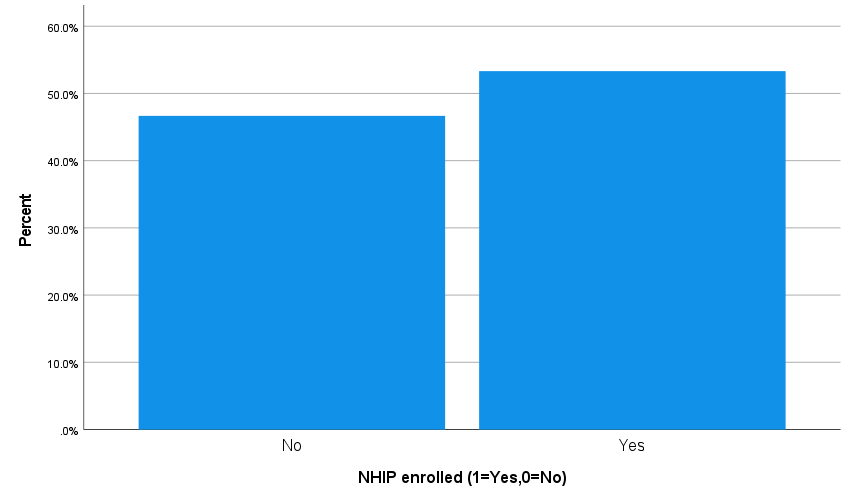 60.0%
50.0%
40.0%
30.0%
20.0%
10.0%
.0%
Percent
No
Yes
NHIP enrolled (1=Yes,0=No)